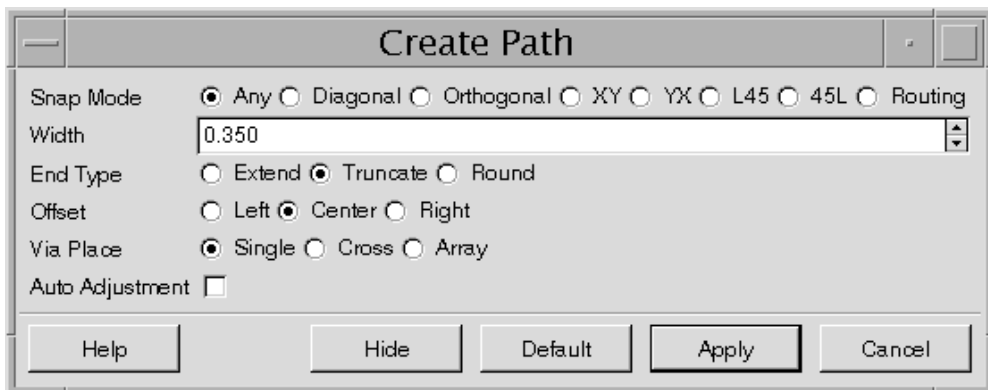 Create Path
Snap Mode Any Diagonal Orthogonal XY YX L45 45L Routing
Width 0.350
End Type Extend Truncate Round
Offset Left Center Right
Via Place Single Cross Array
Auto Adjustment
Help Hide Default Apply Cancel